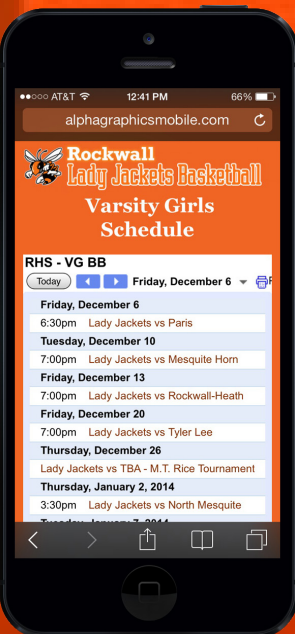 AT&T 12:41 PM 66%
alphagraphicsmobile.com
Rockwall
Lady Jackets Basketball
Varsity Girls
Schedule
RHS - VG BB
Today Friday, December 6
Friday, December 6
6:30pm Lady Jackets vs Paris
Tuesday, December 10
7:00pm Lady Jackets vs Mesquite Horn
Friday, December 13
7:00pm Lady Jackets vs Rockwall-Heath
Friday, December 20
7:00pm Lady Jackets vs Tyler Lee
Thursday, December 26
Lady Jackets vs TBA - M.T. Rice Tournament
Thursday, January 2, 2014
3:30pm Lady Jackets vs North Mesquite
Tuesday, January 7, 2014